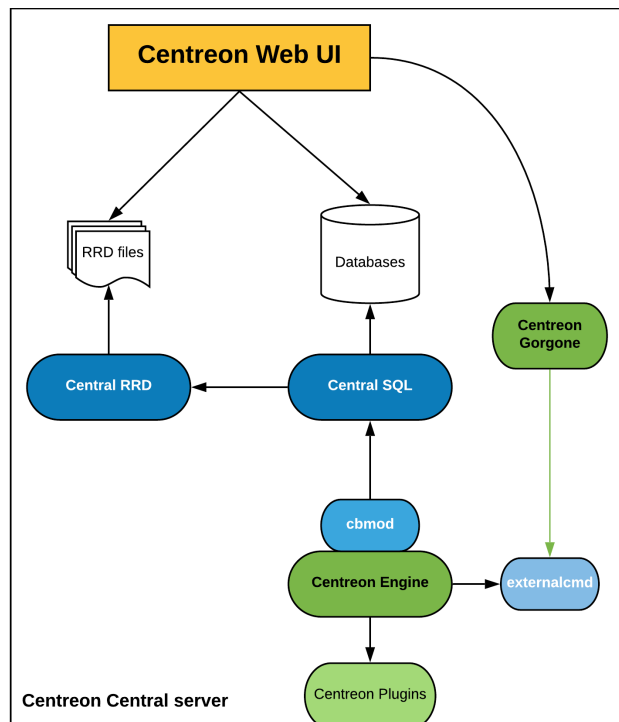 Centreon Web UI
RRD files
Databases
Centreon
Gorgone
Central RRD
Central SQL
cbmod
Centreon Engine
externalcmd
Centreon Plugins
Centreon Central server